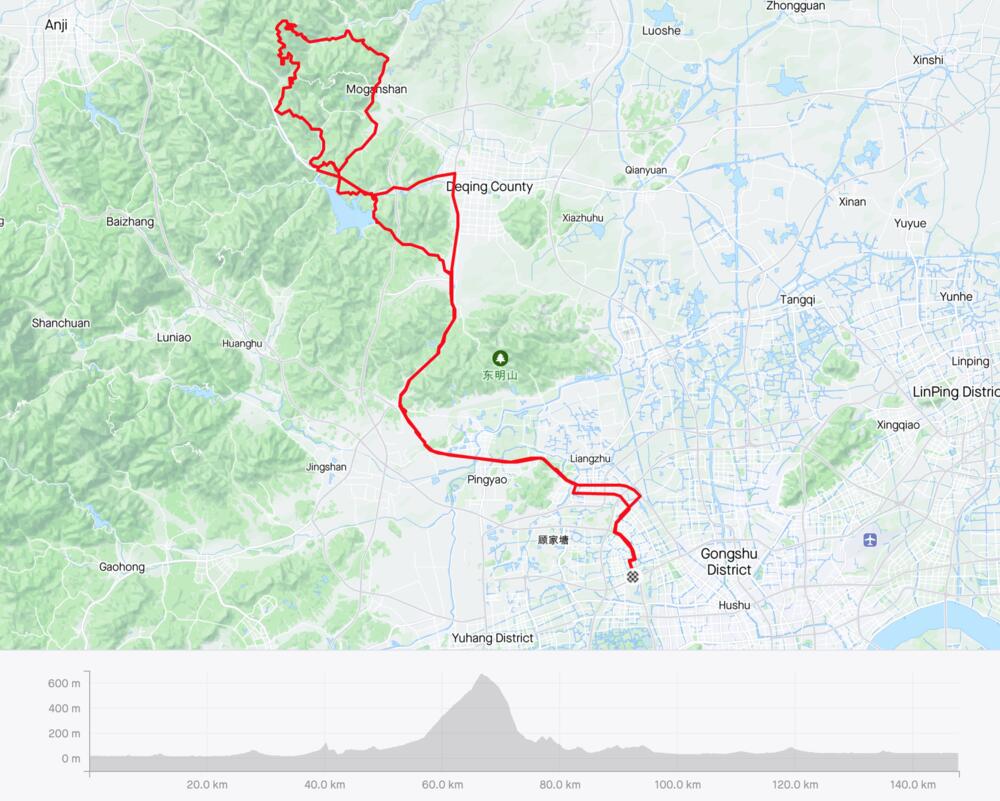 Zhongguan
Anji
Luoshe
Xinshi
Moganshan
Qianyuan
Deqing County
Xinan
Xiazhuhu
Baizhang
Yuyue
g
Tangqi
Yunhe
Shanchuan
Luniao
Huanghu
Linping
东明山
LinPing Distric
Xingqiao
Liangzhu
Jingshan
Pingyao
顾家塘
Gongshu
District
Gaohong
Hushu
Yuhang District
600 m
400 m
200 m
0 m
20.0 km
40.0 km
60.0 km
80.0 km
100.0 km
120.0 km
140.0 km